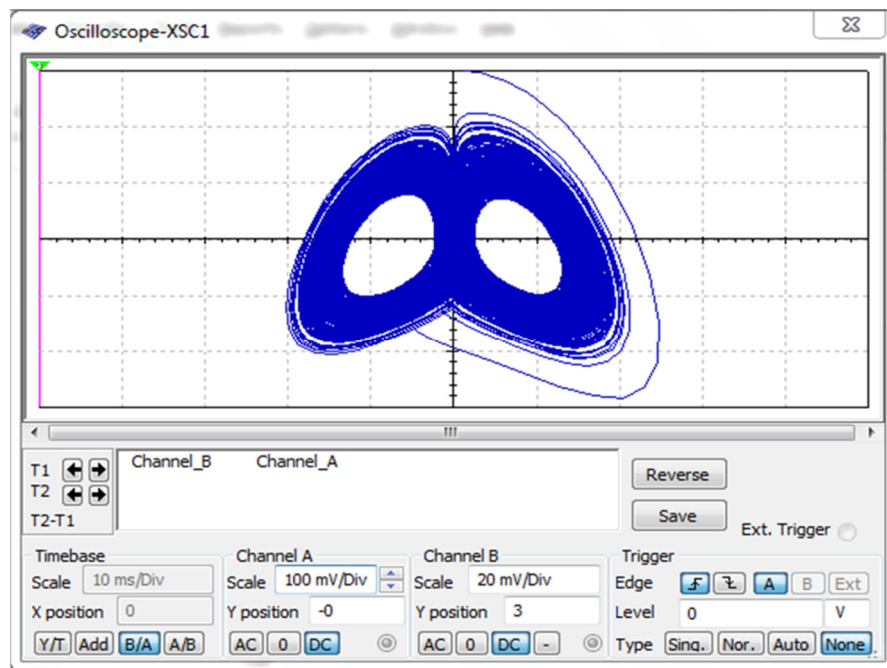 Oscilloscope-XSC1
T1
T2
T2-T1
Channel_B Channel_A
Reverse
Save
Ext. Trigger
Timebase
Scale 10 ms/Div
X position 0
Y/T Add B/A A/B
Channel A
Scale 100 mV/Div
Y position -0
AC 0 DC
Channel B
Scale 20 mV/Div
Y position 3
AC 0 DC -
Trigger
Edge A B Ext
Level 0 V
Type Sing. Nor. Auto None